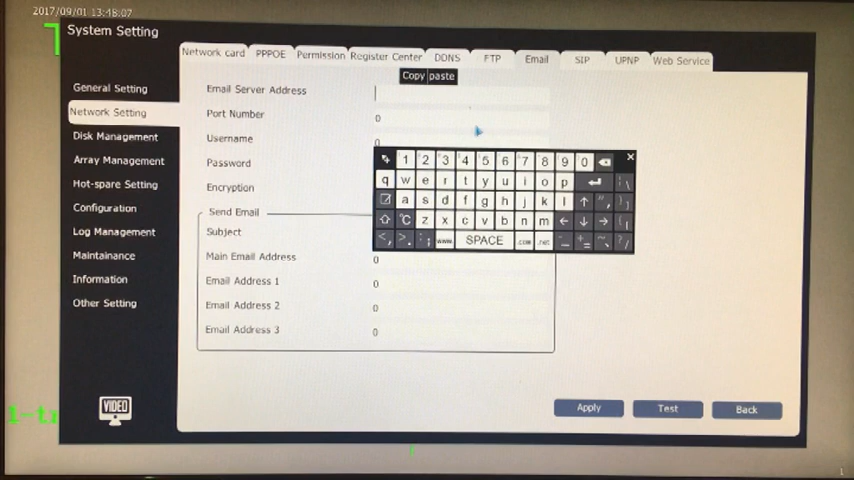 2017/09/01 13:48:07
System Setting
Network card PPPOE Permission Register Center DDNS FTP Email SIP UPNP Web Service
Copy paste
General Setting
Network Setting
Disk Management
Array Management
Hot-spare Setting
Configuration
Log Management
Maintainance
Information
Other Setting
VIDEO
Email Server Address
Port Number 0
Username 0
Password
Encryption
Send Email
Subject
Main Email Address 0
Email Address 1 0
Email Address 2 0
Email Address 3 0
1 2 3 4 5 6 7 8 9 0
q w e r t y u i o p
a s d f g h j k l
℃ z x c v b n m
www. SPACE .com .net
Apply Test Back
1